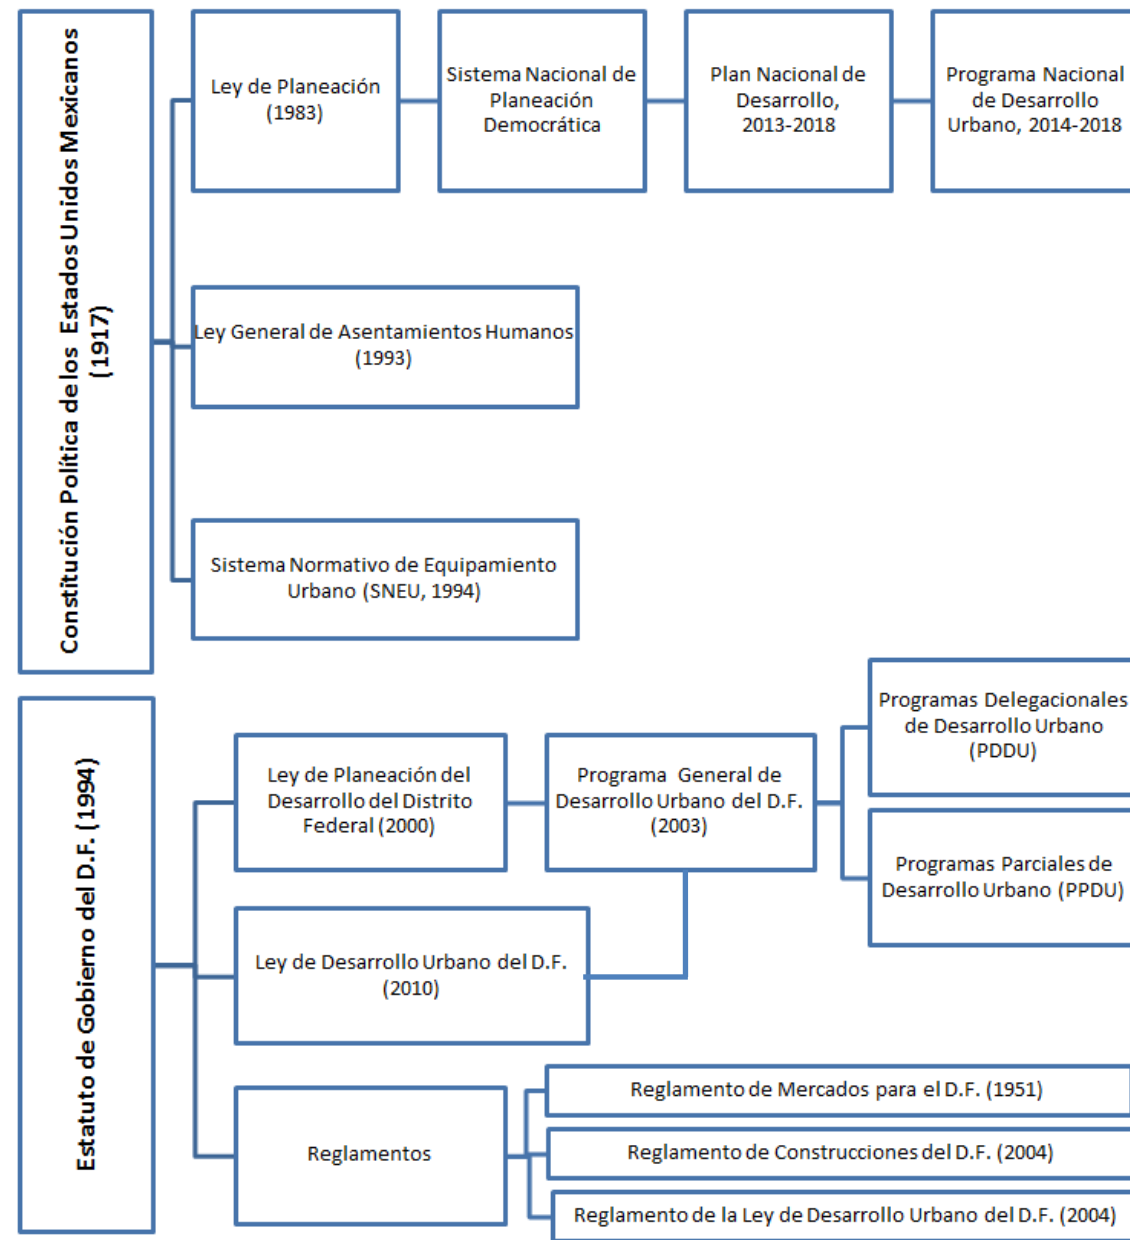 Constitución Política de los Estados Unidos Mexicanos
(1917)
Ley de Planeación
(1983)
Sistema Nacional de
Planeación
Democrática
Plan Nacional de
Desarrollo,
2013-2018
Programa Nacional
de Desarrollo
Urbano, 2014-2018
Ley General de Asentamientos Humanos
(1993)
Sistema Normativo de Equipamiento
Urbano (SNEU, 1994)
Estatuto de Gobierno del D.F. (1994)
Ley de Planeación del
Desarrollo del Distrito
Federal (2000)
Programa General de
Desarrollo Urbano del D.F.
(2003)
Programas Delegacionales
de Desarrollo Urbano
(PDDU)
Programas Parciales de
Desarrollo Urbano (PPDU)
Ley de Desarrollo Urbano del D.F.
(2010)
Reglamentos
Reglamento de Mercados para el D.F. (1951)
Reglamento de Construcciones del D.F. (2004)
Reglamento de la Ley de Desarrollo Urbano del D.F. (2004)